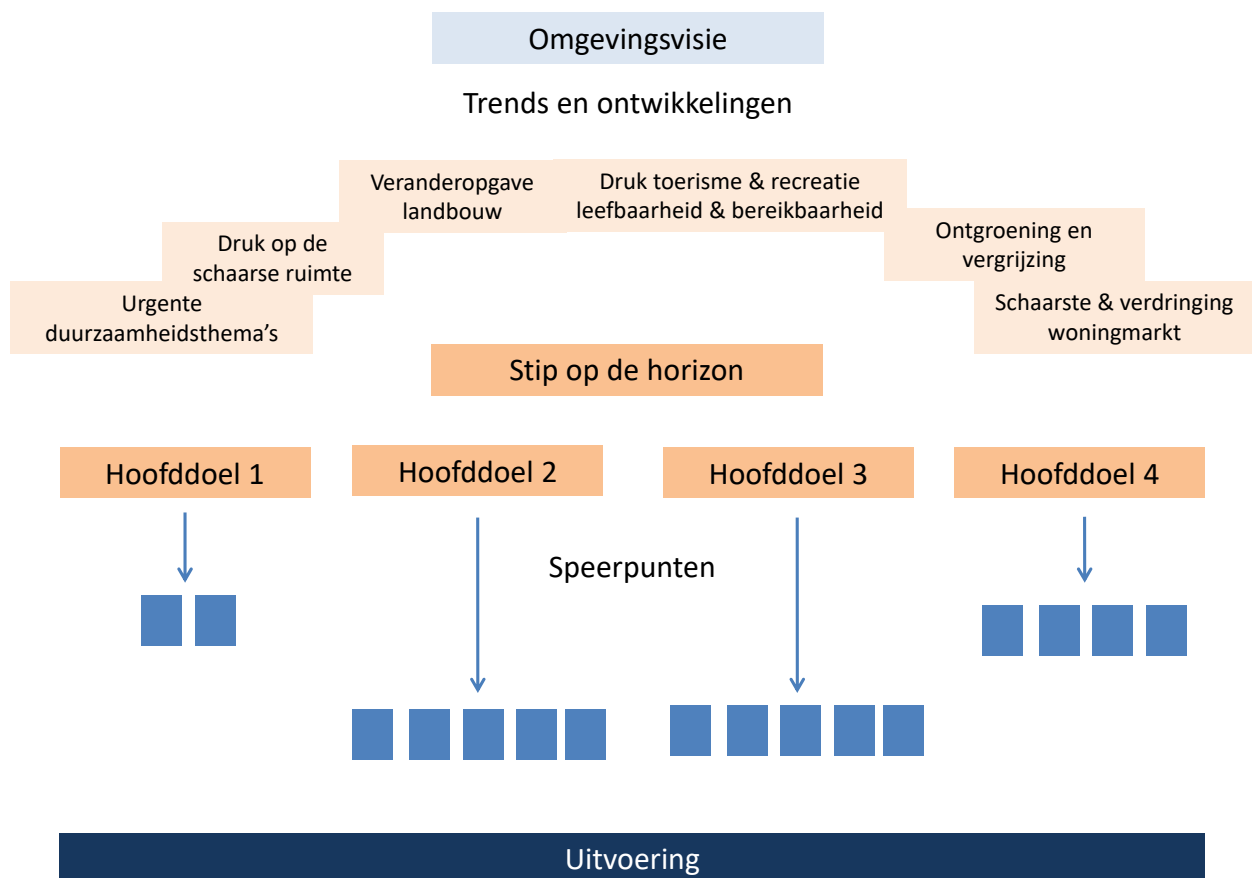 Omgevingsvisie
Trends en ontwikkelingen
Urgente
duurzaamheidsthema's
Druk op de
schaarse ruimte
Veranderopgave
landbouw
Druk toerisme & recreatie
leefbaarheid & bereikbaarheid
Ontgroening en
vergrijzing
Schaarste & verdringing
woningmarkt
Stip op de horizon
Hoofddoel 1
Hoofddoel 2
Hoofddoel 3
Hoofddoel 4
Speerpunten
Uitvoering